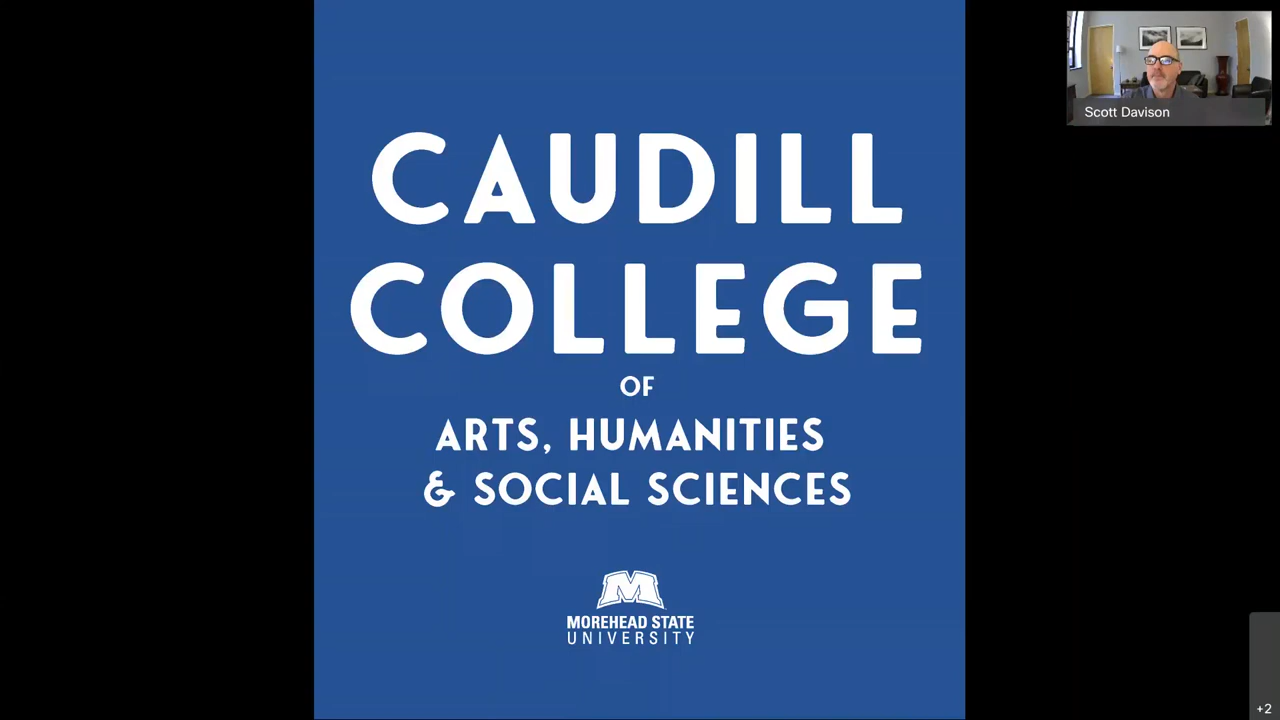 CAUDILL
COLLEGE
OF
ARTS, HUMANITIES
& SOCIAL SCIENCES
M
MOREHEAD STATE
UNIVERSITY
Scott Davison
+2